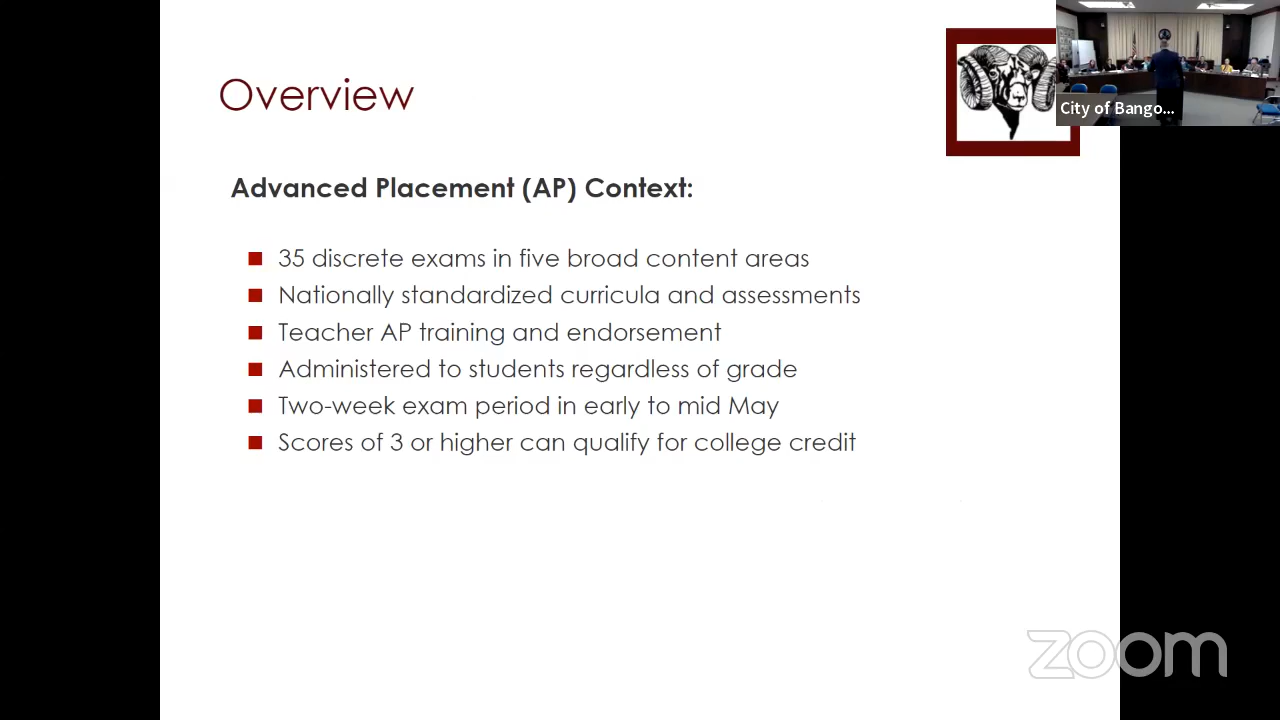 Overview
City of Bango...
Advanced Placement (AP) Context:
35 discrete exams in five broad content areas
Nationally standardized curricula and assessments
Teacher AP training and endorsement
Administered to students regardless of grade
Two-week exam period in early to mid May
Scores of 3 or higher can qualify for college credit
zoom